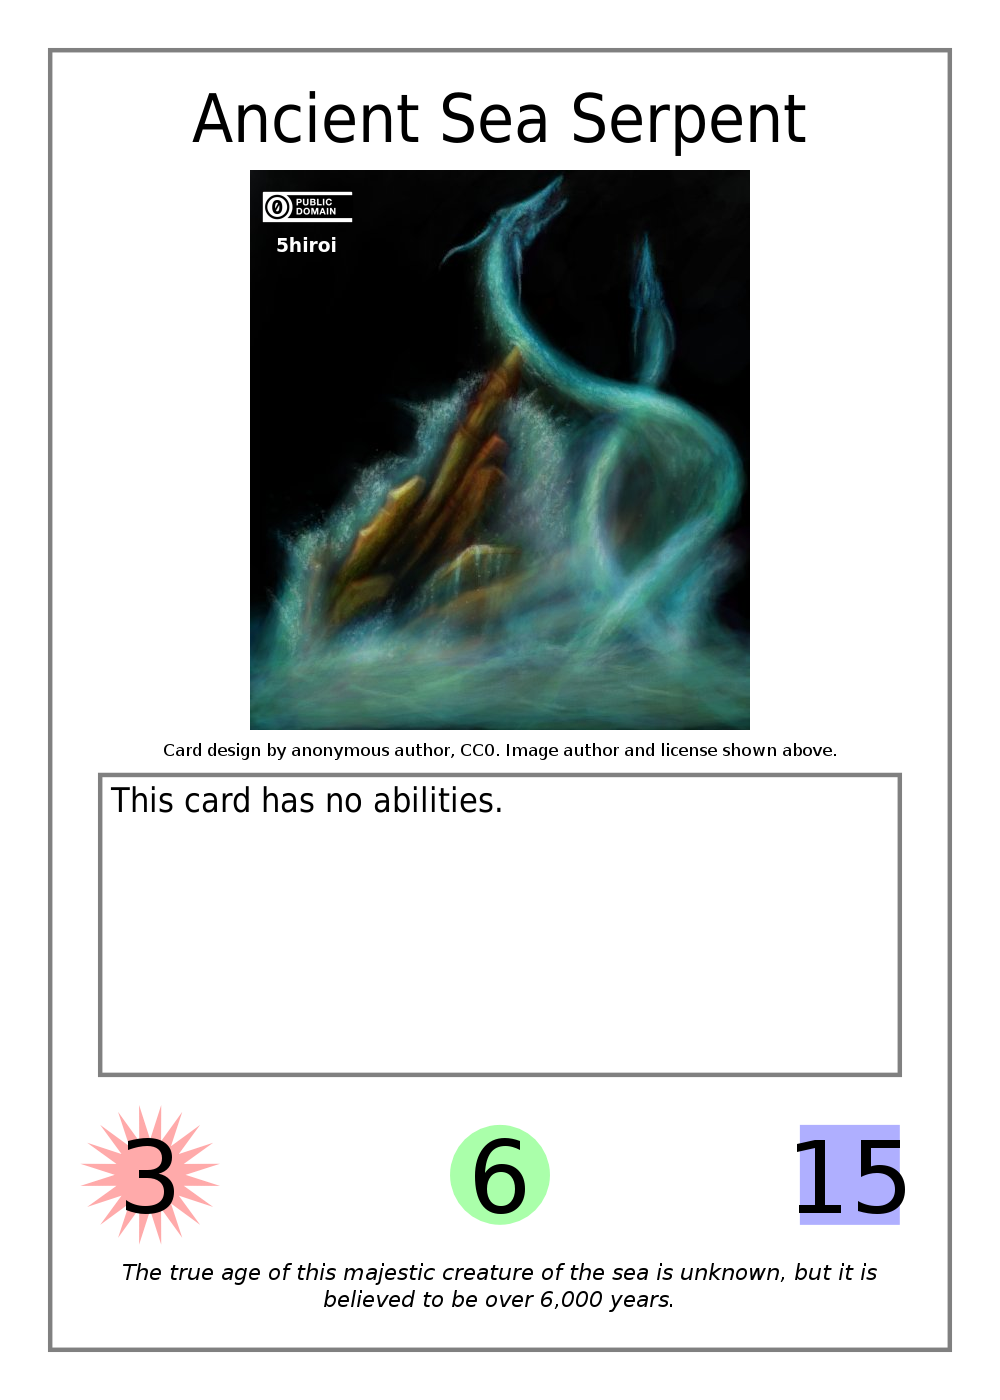 Ancient Sea Serpent
PUBLIC
DOMAIN
5hiroi
Card design by anonymous author, CC0. Image author and license shown above.
This card has no abilities.
3 6 15
The true age of this majestic creature of the sea is unknown, but it is
believed to be over 6,000 years.